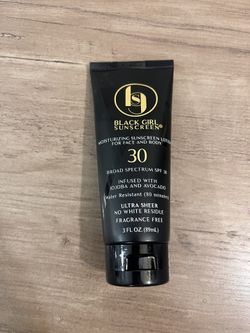 bgs
BLACK GIRL
SUNSCREEN®
MOISTURIZING SUNSCREEN LOTION
FOR FACE AND BODY
30
BROAD SPECTRUM SPF 30
INFUSED WITH
JOJOBA AND AVOCADO
Water Resistant (80 minutes)
ULTRA SHEER
NO WHITE RESIDUE
FRAGRANCE FREE
3 FL OZ. (89mL)